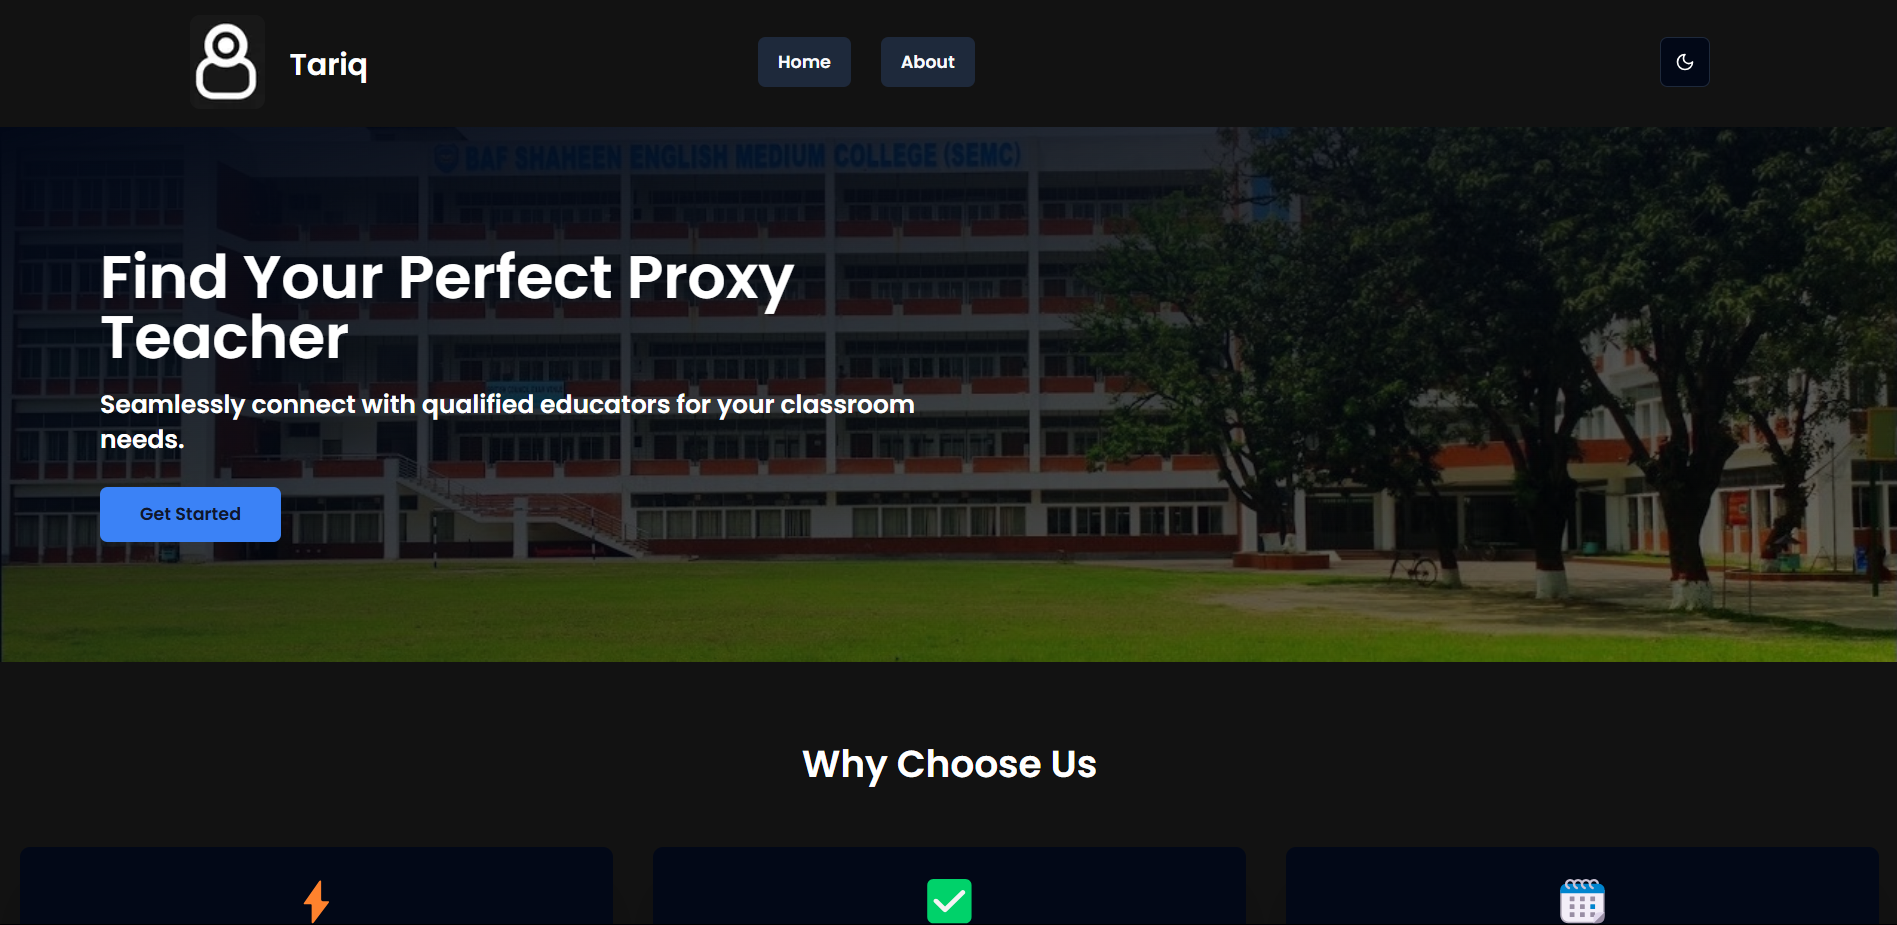 Tariq
Home
About
BAF SHAHEEN ENGLISH MEDIUM COLLEGE (SEMC)
Find Your Perfect Proxy
Teacher
Seamlessly connect with qualified educators for your classroom
needs.
Get Started
Why Choose Us